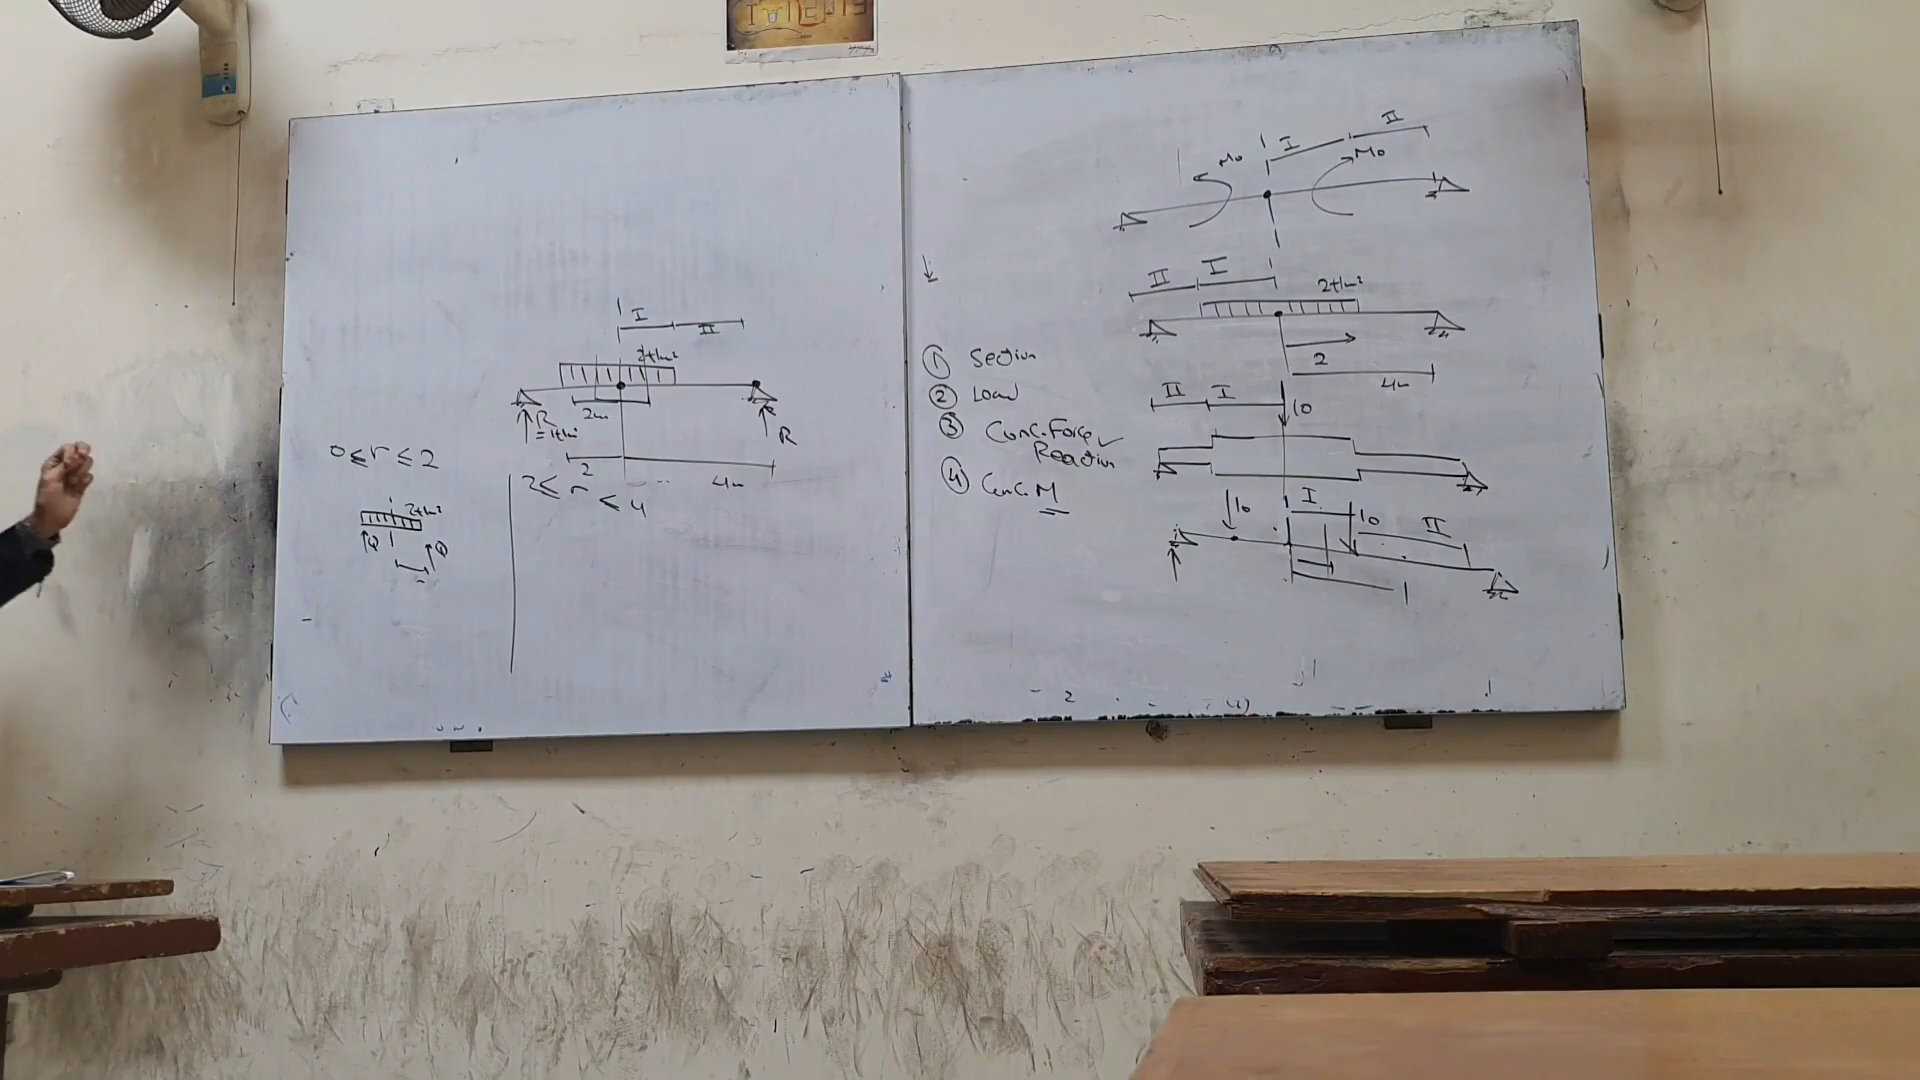 I
II
2t/m²
2m
R
= 1t/m
R
2
4m
0 ≤ r ≤ 2
2 ≤ r ≤ 4
2t/m²
Q
Q
I
II
Mo
Mo
II
I
2t/m²
2
4m
① Section
② Load
③ Conc. Force ✓
Reaction
④ Conc. M
II
I
10
10
I
10
II